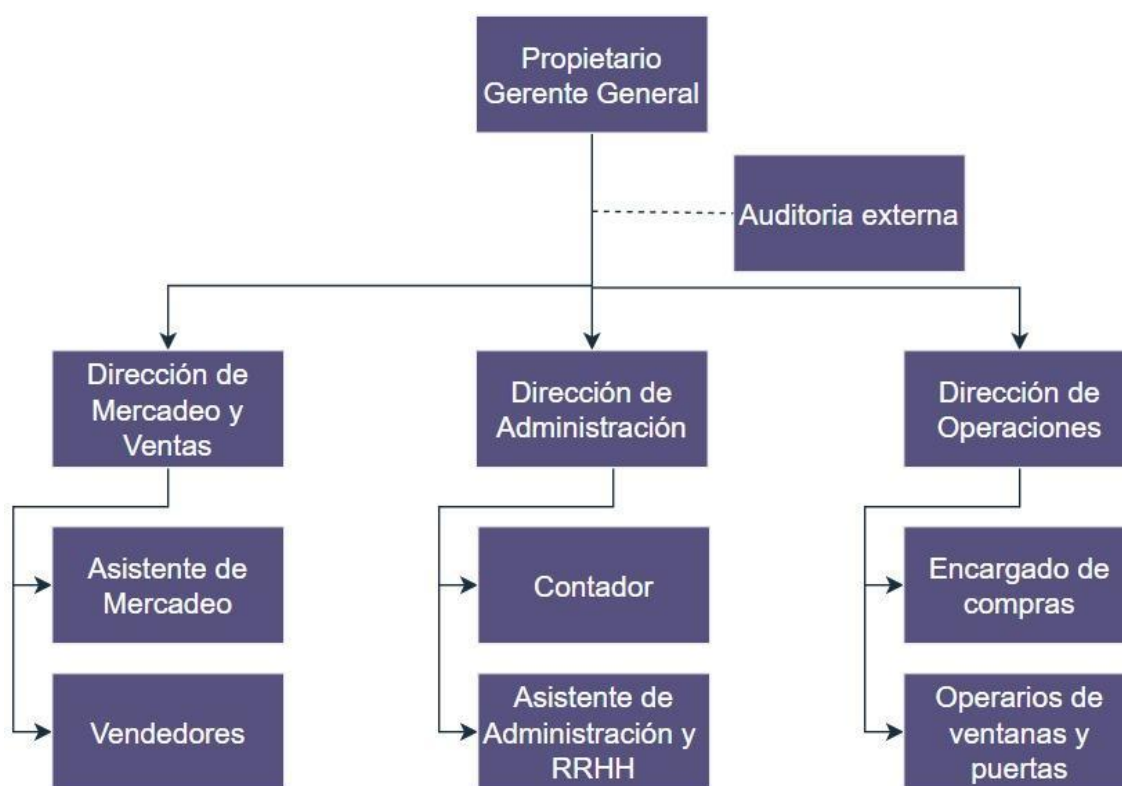 Propietario
Gerente General
Auditoria externa
Dirección de
Mercadeo y
Ventas
Dirección de
Administración
Dirección de
Operaciones
Asistente de
Mercadeo
Contador
Encargado de
compras
Vendedores
Asistente de
Administración y
RRHH
Operarios de
ventanas y
puertas